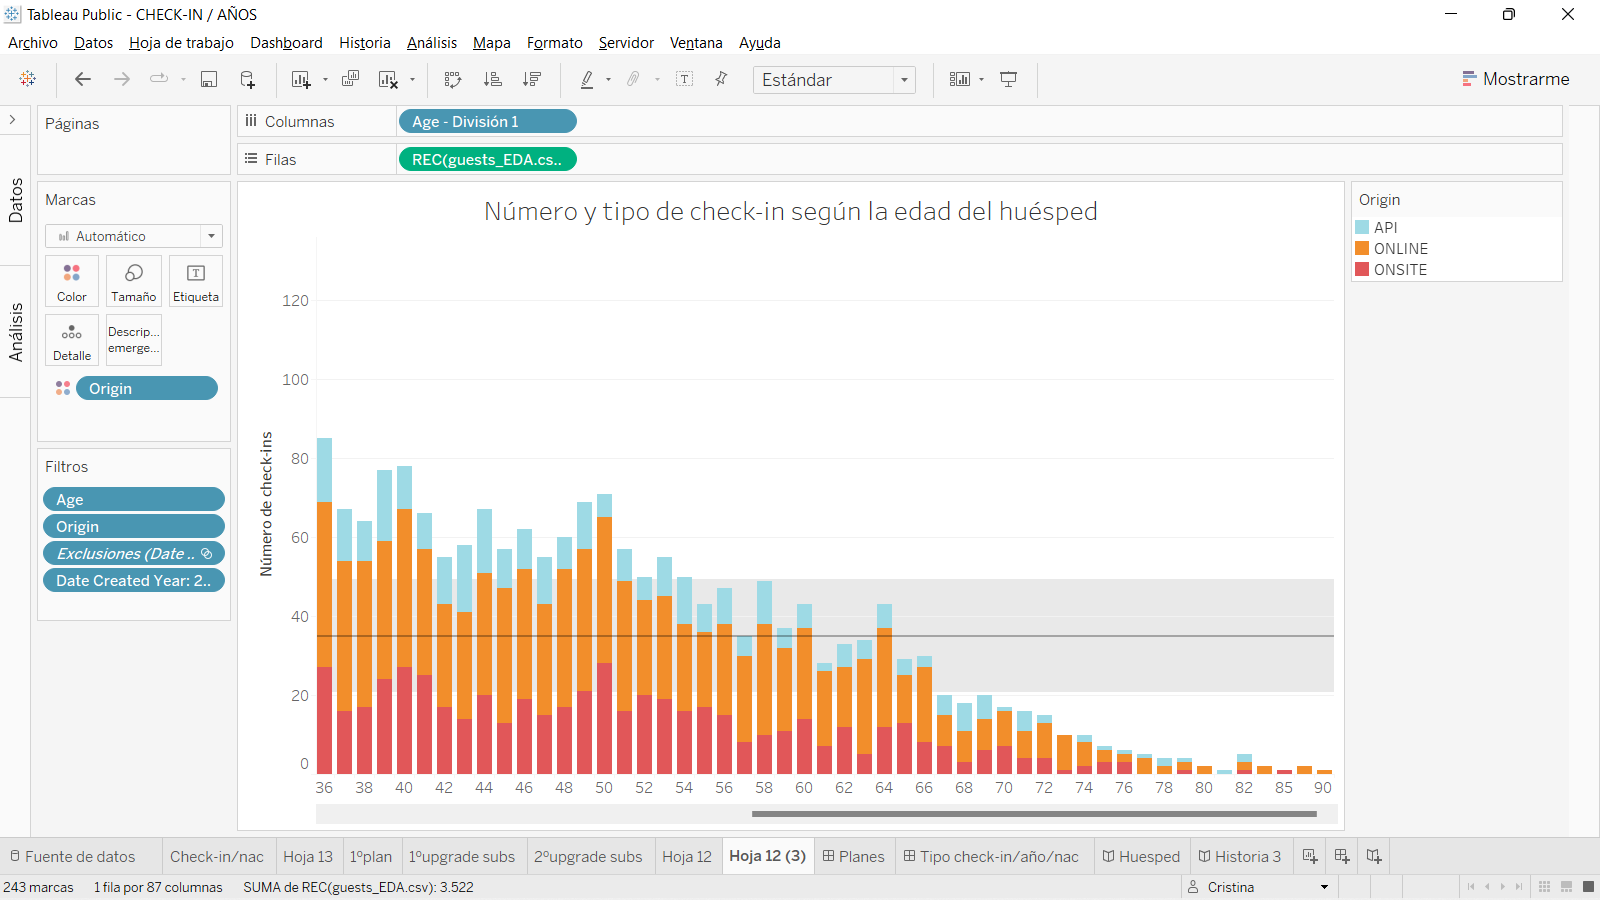 Tableau Public - CHECK-IN / AÑOS
Archivo Datos Hoja de trabajo Dashboard Historia Análisis Mapa Formato Servidor Ventana Ayuda
Estándar
Mostrarme
Datos
Análisis
Páginas
Columnas
Age - División 1
Filas
REC(guests_EDA.cs..
Marcas
Automático
Color
Tamaño
Etiqueta
Detalle
Descrip...
emerge...
Origin
Filtros
Age
Origin
Exclusiones (Date ..
Date Created Year: 2..
Número y tipo de check-in según la edad del huésped
Número de check-ins
120
100
80
60
40
20
0
36 38 40 42 44 46 48 50 52 54 56 58 60 62 64 66 68 70 72 74 76 78 80 82 85 90
Origin
API
ONLINE
ONSITE
Fuente de datos Check-in/nac Hoja 13 1ºplan 1ºupgrade subs 2ºupgrade subs Hoja 12 Hoja 12 (3) Planes Tipo check-in/año/nac Huesped Historia 3
243 marcas 1 fila por 87 columnas SUMA de REC(guests_EDA.csv): 3.522 Cristina